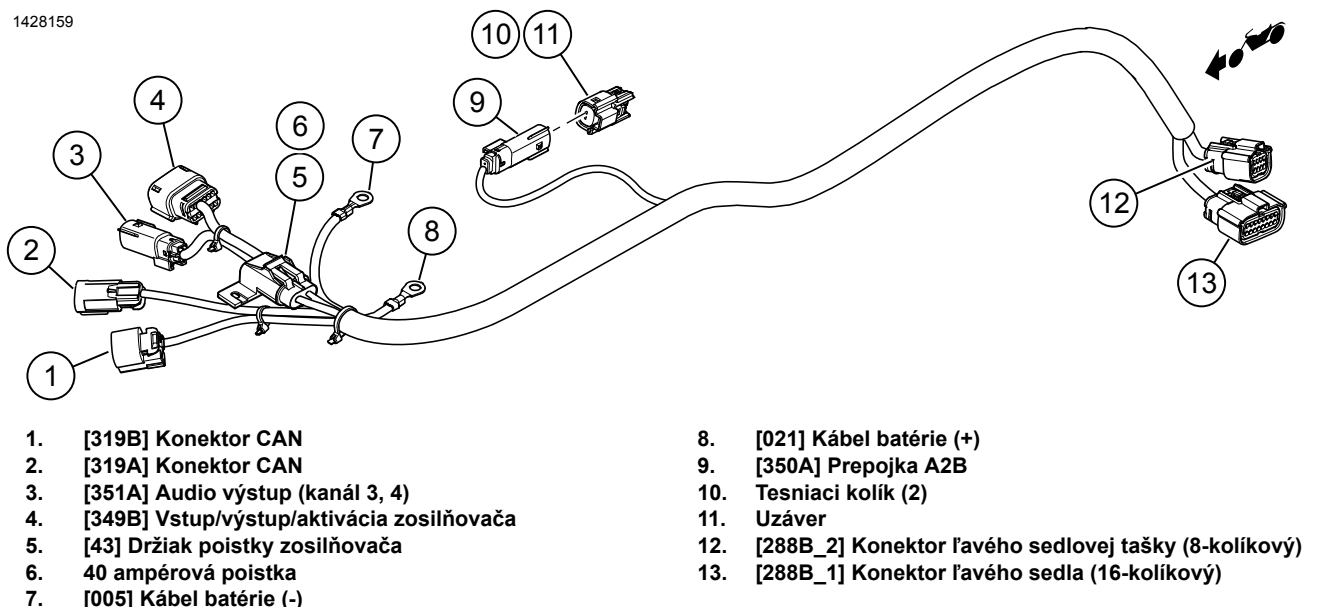 1428159
10
11
4
9
6
7
3
5
8
12
2
13
1
1. [319B] Konektor CAN
2. [319A] Konektor CAN
3. [351A] Audio výstup (kanál 3, 4)
4. [349B] Vstup/výstup/aktivácia zosilňovača
5. [43] Držiak poistky zosilňovača
6. 40 ampérová poistka
7. [005] Kábel batérie (-)
8. [021] Kábel batérie (+)
9. [350A] Prepojka A2B
10. Tesniaci kolík (2)
11. Uzáver
12. [288B_2] Konektor ľavého sedlovej tašky (8-kolíkový)
13. [288B_1] Konektor ľavého sedla (16-kolíkový)